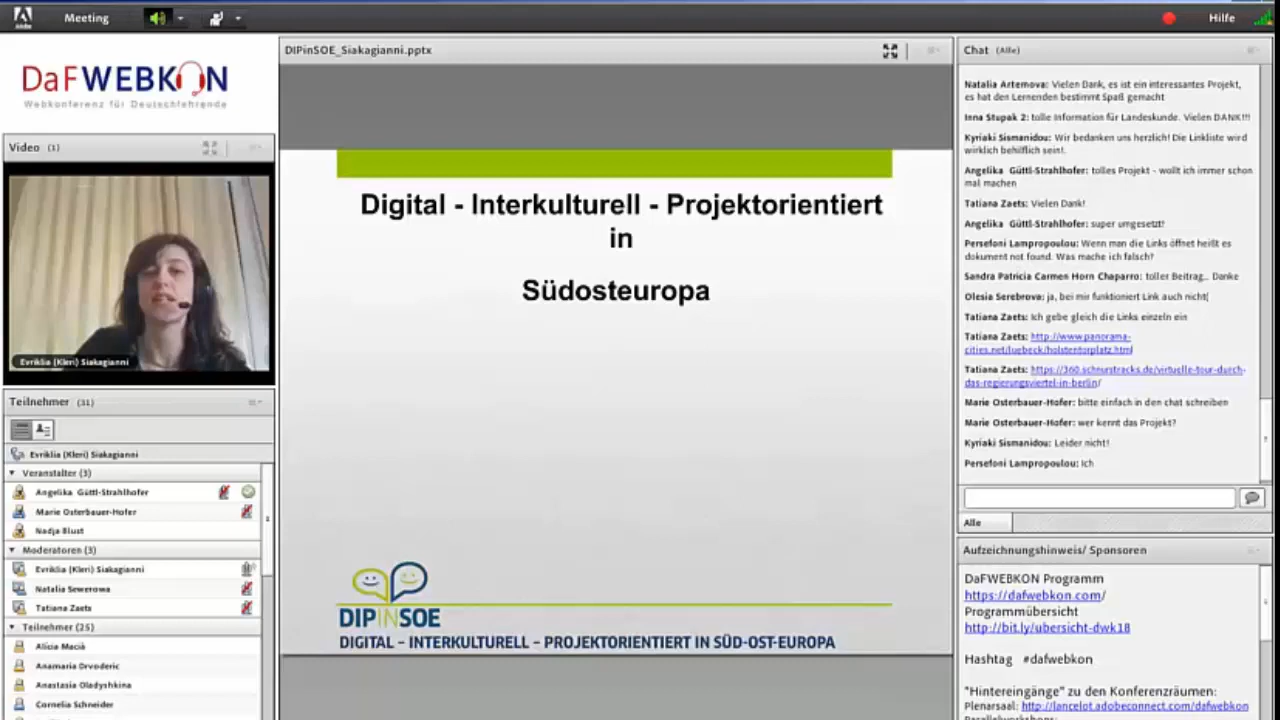 Adobe
Meeting
Hilfe
DaFWEBKON
Webkonferenz für Deutschlehrende
Video (1)
Evriklia (Kleri) Siakagianni
Teilnehmer (31)
Evriklia (Kleri) Siakagianni
Veranstalter (3)
Angelika Güttl-Strahlhofer
Marie Osterbauer-Hofer
Nadja Blust
Moderatoren (3)
Evriklia (Kleri) Siakagianni
Natalia Sewerowa
Tatiana Zaets
Teilnehmer (25)
Alicia Macià
Anamaria Drvoderic
Anastasia Oladyshkina
Cornelia Schneider
DIPinSOE_Siakagianni.pptx
Digital - Interkulturell - Projektorientiert
in
Südosteuropa
DIPINSOE
DIGITAL – INTERKULTURELL – PROJEKTORIENTIERT IN SÜD-OST-EUROPA
Chat (Alle)
Natalia Artemova: Vielen Dank, es ist ein interessantes Projekt,
es hat den Lernenden bestimmt Spaß gemacht
Inna Stupak 2: tolle Information für Landeskunde. Vielen DANK!!!
Kyriaki Sismanidou: Wir bedanken uns herzlich! Die Linkliste wird
wirklich behilflich sein!.
Angelika Güttl-Strahlhofer: tolles Projekt - wollt ich immer schon
mal machen
Tatiana Zaets: Vielen Dank!
Angelika Güttl-Strahlhofer: super umgesetzt!
Persefoni Lampropoulou: Wenn man die Links öffnet heißt es
dokument not found. Was mache ich falsch?
Sandra Patricia Carmen Horn Chaparro: toller Beitrag.. Danke
Olesia Serebrova: ja, bei mir funktioniert Link auch nicht(
Tatiana Zaets: Ich gebe gleich die Links einzeln ein
Tatiana Zaets: http://www.panorama-
cities.net/luebeck/holstentorplatz.html
Tatiana Zaets: https://360.schnurstracks.de/virtuelle-tour-durch-
das-regierungsviertel-in-berlin/
Marie Osterbauer-Hofer: bitte einfach in den chat schreiben
Marie Osterbauer-Hofer: wer kennt das Projekt?
Kyriaki Sismanidou: Leider nicht!
Persefoni Lampropoulou: Ich
Alle
Aufzeichnungshinweis/ Sponsoren
DaFWEBKON Programm
https://dafwebkon.com/
Programmübersicht
http://bit.ly/ubersicht-dwk18
Hashtag #dafwebkon
"Hintereingänge" zu den Konferenzräumen:
Plenarsaal: http://lancelot.adobeconnect.com/dafwebkon